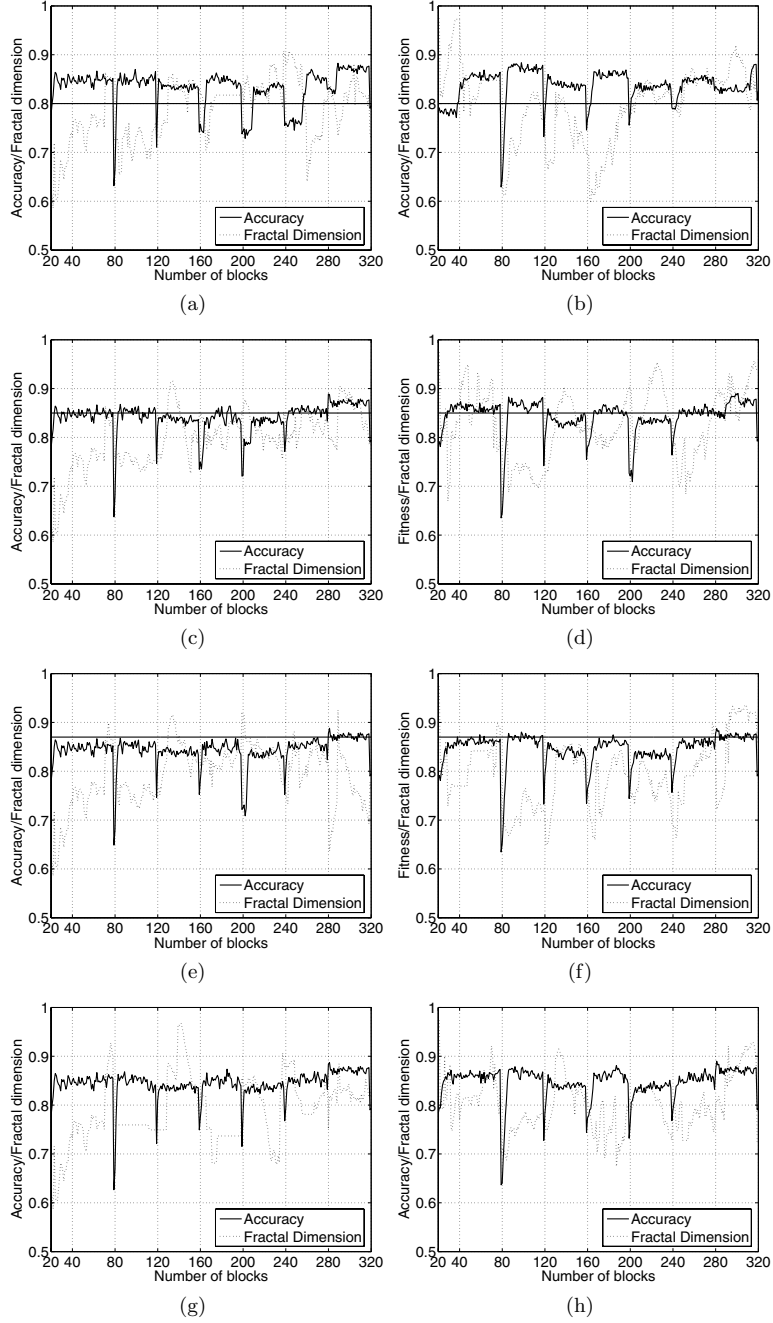 1
0.9
0.8
0.7
0.6
0.5
Accuracy/Fractal dimension
Accuracy
Fractal Dimension
20 40 80 120 160 200 240 280 320
Number of blocks
(a)
1
0.9
0.8
0.7
0.6
0.5
Accuracy/Fractal dimension
Accuracy
Fractal Dimension
20 40 80 120 160 200 240 280 320
Number of blocks
(b)
1
0.9
0.8
0.7
0.6
0.5
Accuracy/Fractal dimension
Accuracy
Fractal Dimension
20 40 80 120 160 200 240 280 320
Number of blocks
(c)
1
0.9
0.8
0.7
0.6
0.5
Fitness/Fractal dimension
Accuracy
Fractal Dimension
20 40 80 120 160 200 240 280 320
Number of blocks
(d)
1
0.9
0.8
0.7
0.6
0.5
Accuracy/Fractal dimension
Accuracy
Fractal Dimension
20 40 80 120 160 200 240 280 320
Number of blocks
(e)
1
0.9
0.8
0.7
0.6
0.5
Fitness/Fractal dimension
Accuracy
Fractal Dimension
20 40 80 120 160 200 240 280 320
Number of blocks
(f)
1
0.9
0.8
0.7
0.6
0.5
Accuracy/Fractal dimension
Accuracy
Fractal Dimension
20 40 80 120 160 200 240 280 320
Number of blocks
(g)
1
0.9
0.8
0.7
0.6
0.5
Accuracy/Fractal dimension
Accuracy
Fractal Dimension
20 40 80 120 160 200 240 280 320
Number of blocks
(h)